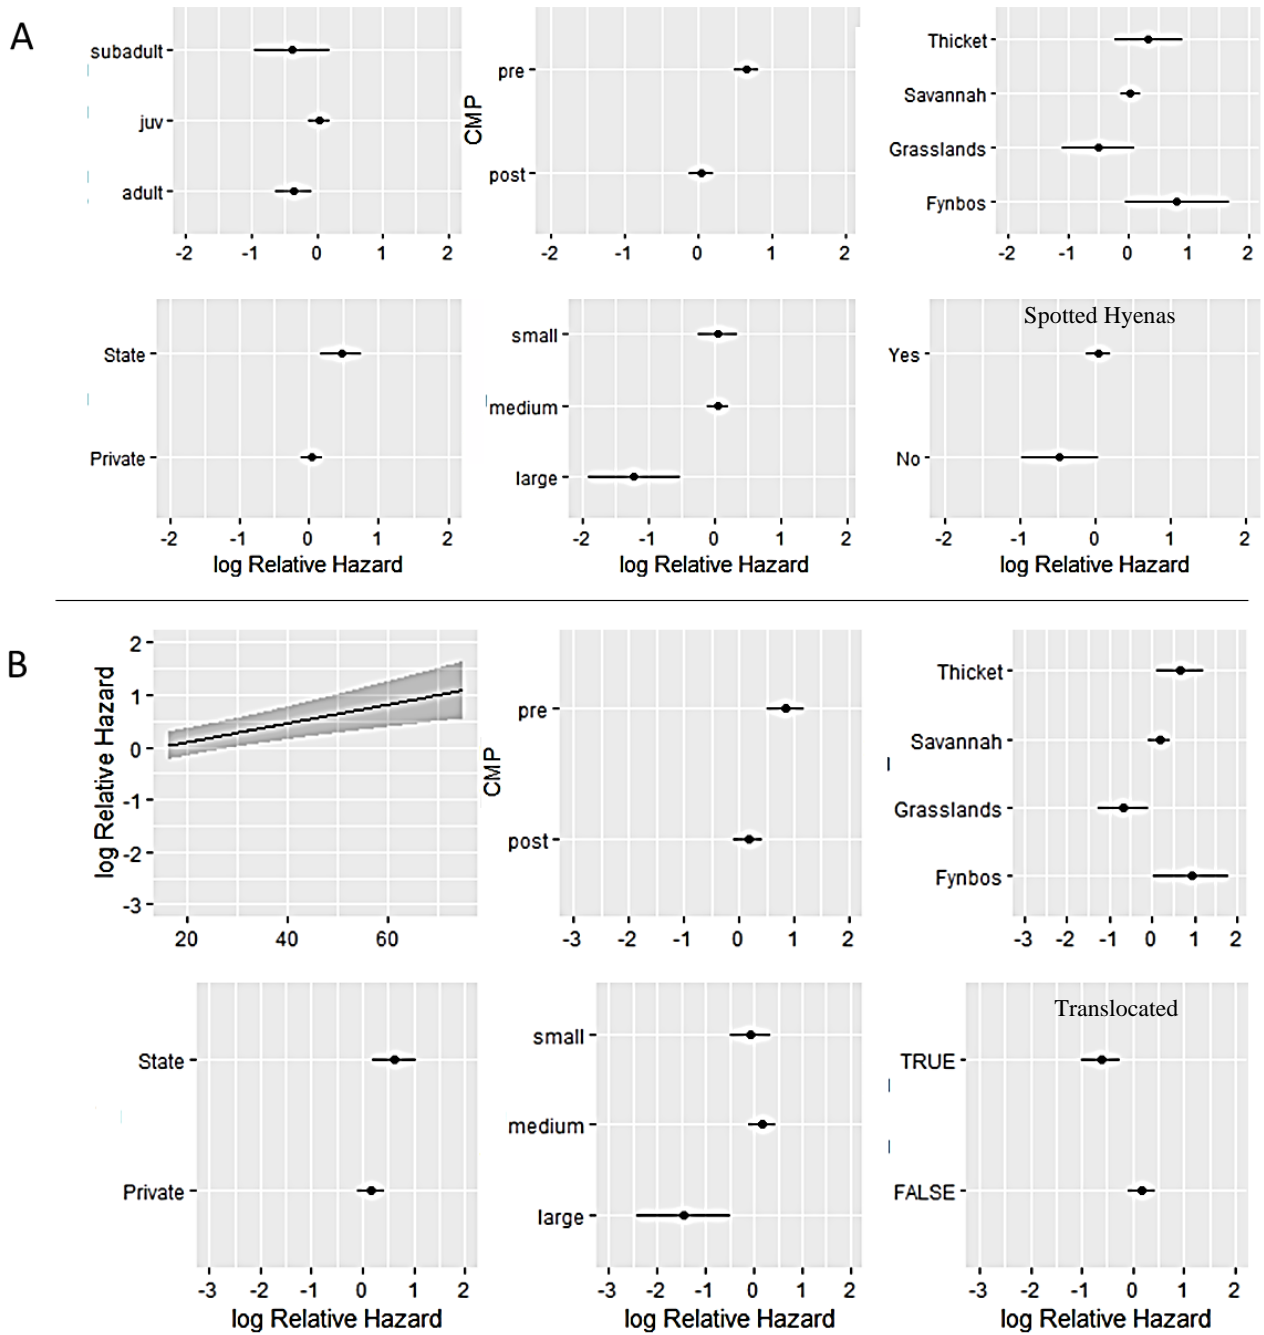 A
subadult
juv
adult
-2 -1 0 1 2
CMP
pre
post
-2 -1 0 1 2
Thicket
Savannah
Grasslands
Fynbos
-2 -1 0 1 2
State
Private
-2 -1 0 1 2
log Relative Hazard
small
medium
large
-2 -1 0 1 2
log Relative Hazard
Spotted Hyenas
Yes
No
-2 -1 0 1 2
log Relative Hazard
B
log Relative Hazard
2
1
0
-1
-2
-3
20 40 60
CMP
pre
post
-3 -2 -1 0 1 2
Thicket
Savannah
Grasslands
Fynbos
-3 -2 -1 0 1 2
State
Private
-3 -2 -1 0 1 2
log Relative Hazard
small
medium
large
-3 -2 -1 0 1 2
log Relative Hazard
Translocated
TRUE
FALSE
-3 -2 -1 0 1 2
log Relative Hazard